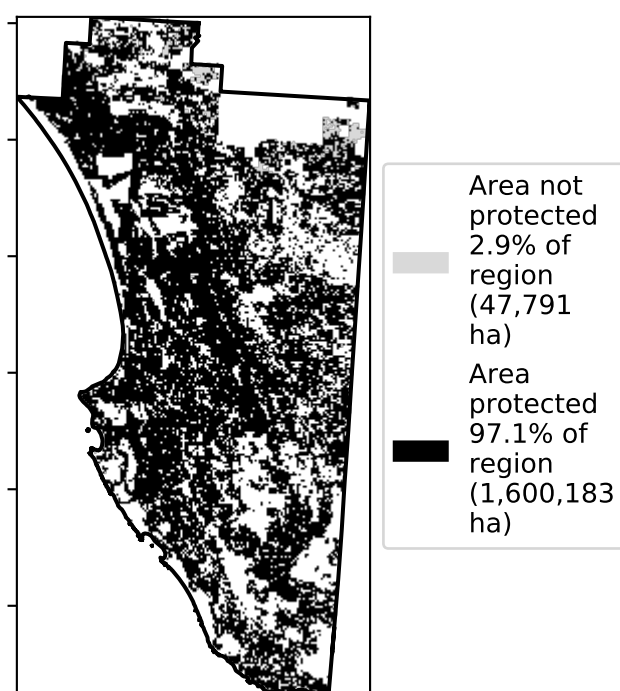 Area not
protected
2.9% of
region
(47,791
ha)
Area
protected
97.1% of
region
(1,600,183
ha)